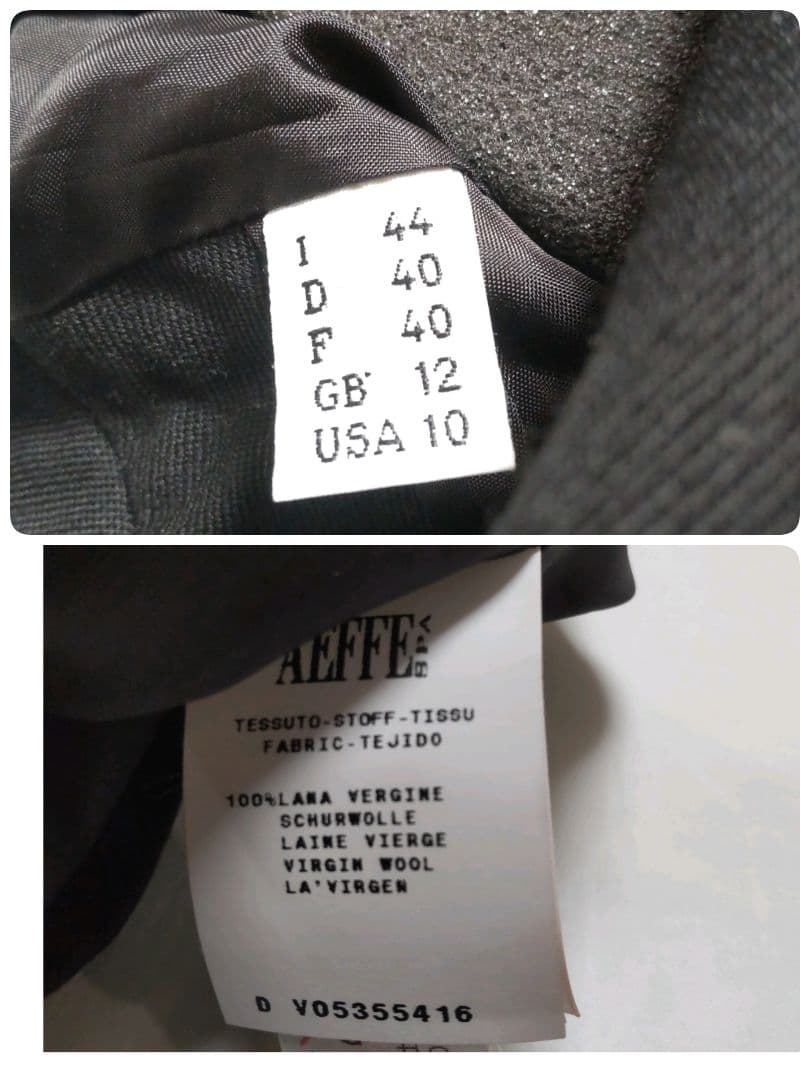 I 44
D 40
F 40
GB 12
USA 10
AEFFE SPA
TESSUTO-STOFF-TISSU
FABRIC-TEJIDO
100%LANA VERGINE
SCHURWOLLE
LAINE VIERGE
VIRGIN WOOL
LA'VIRGEN
D V05355416